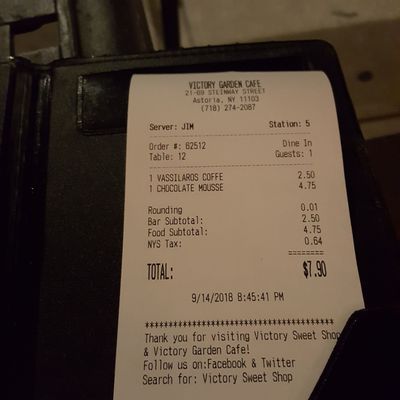 VICTORY GARDEN CAFE
21-09 STEINWAY STREET
Astoria, NY 11103
(718) 274-2087
Server: JIM Station: 5
Order #: 82512 Dine In
Table: 12 Guests: 1
1 VASSILAROS COFFE 2.50
1 CHOCOLATE MOUSSE 4.75
Rounding 0.01
Bar Subtotal: 2.50
Food Subtotal: 4.75
NYS Tax: 0.64
========
TOTAL: $7.90
9/14/2018 8:45:41 PM
************************************
Thank you for visiting Victory Sweet Shop
& Victory Garden Cafe!
Follow us on:Facebook & Twitter
Search for: Victory Sweet Shop